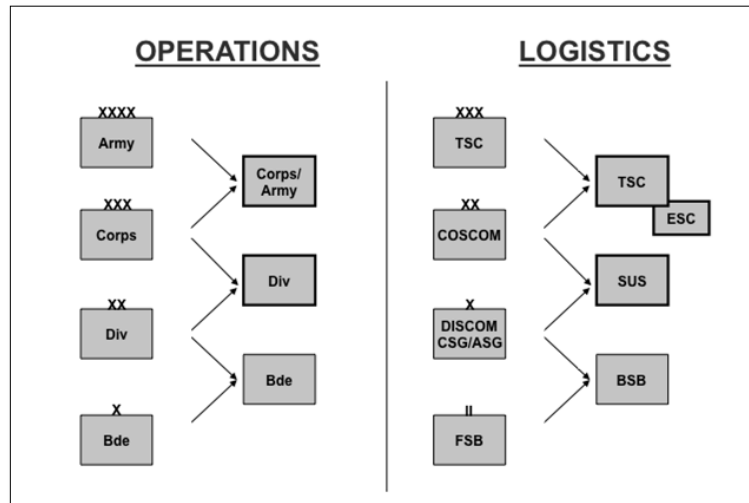 OPERATIONS
XXXX
Army
XXX
Corps
XX
Div
X
Bde
Corps/
Army
Div
Bde
LOGISTICS
XXX
TSC
XX
COSCOM
X
DISCOM
CSG/ASG
II
FSB
TSC
ESC
SUS
BSB